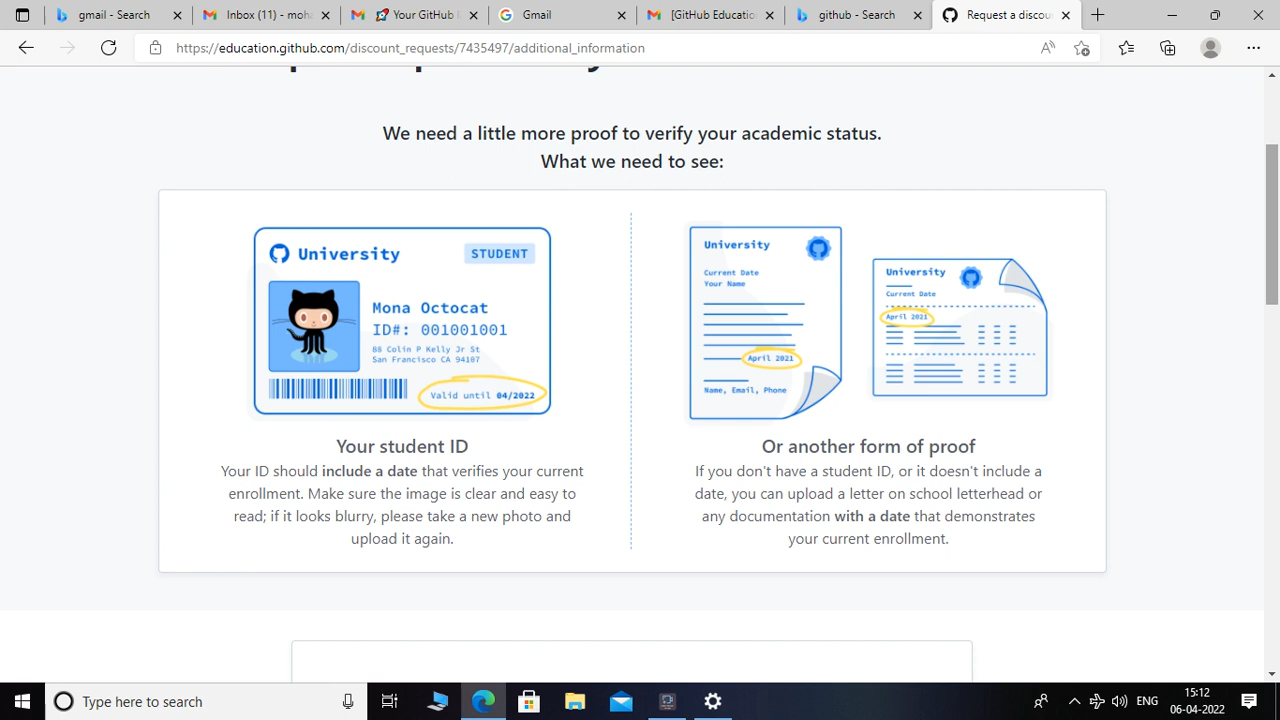 gmail - Search
Inbox (11) - moha
🚀 Your GitHub E
Gmail
[GitHub Educatio
github - Search
Request a discou
https://education.github.com/discount_requests/7435497/additional_information
We need a little more proof to verify your academic status.
What we need to see:
University
STUDENT
Mona Octocat
ID#: 001001001
88 Colin P Kelly Jr St
San Francisco CA 94107
Valid until 04/2022
University
Current Date
Your Name
April 2021
Name, Email, Phone
University
Current Date
April 2021
Your student ID
Your ID should include a date that verifies your current
enrollment. Make sure the image is clear and easy to
read; if it looks blurry, please take a new photo and
upload it again.
Or another form of proof
If you don't have a student ID, or it doesn't include a
date, you can upload a letter on school letterhead or
any documentation with a date that demonstrates
your current enrollment.
Type here to search
ENG
15:12
06-04-2022